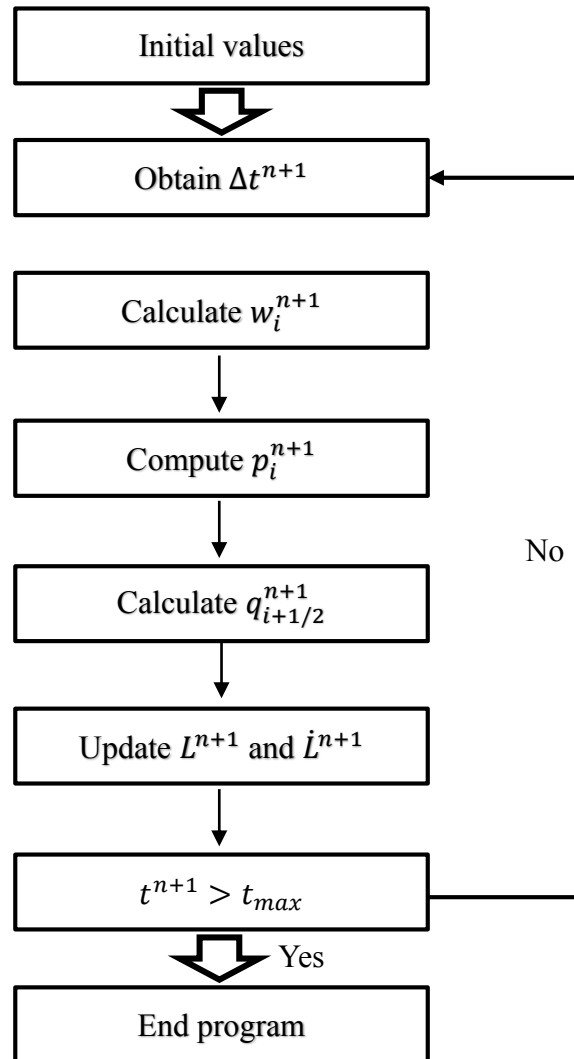 Initial values
Obtain Δtⁿ⁺¹
Calculate w_i^{n+1}
Compute p_i^{n+1}
No
Calculate q_{i+1/2}^{n+1}
Update L^{n+1} and L̇^{n+1}
t^{n+1} > t_{max}
Yes
End program